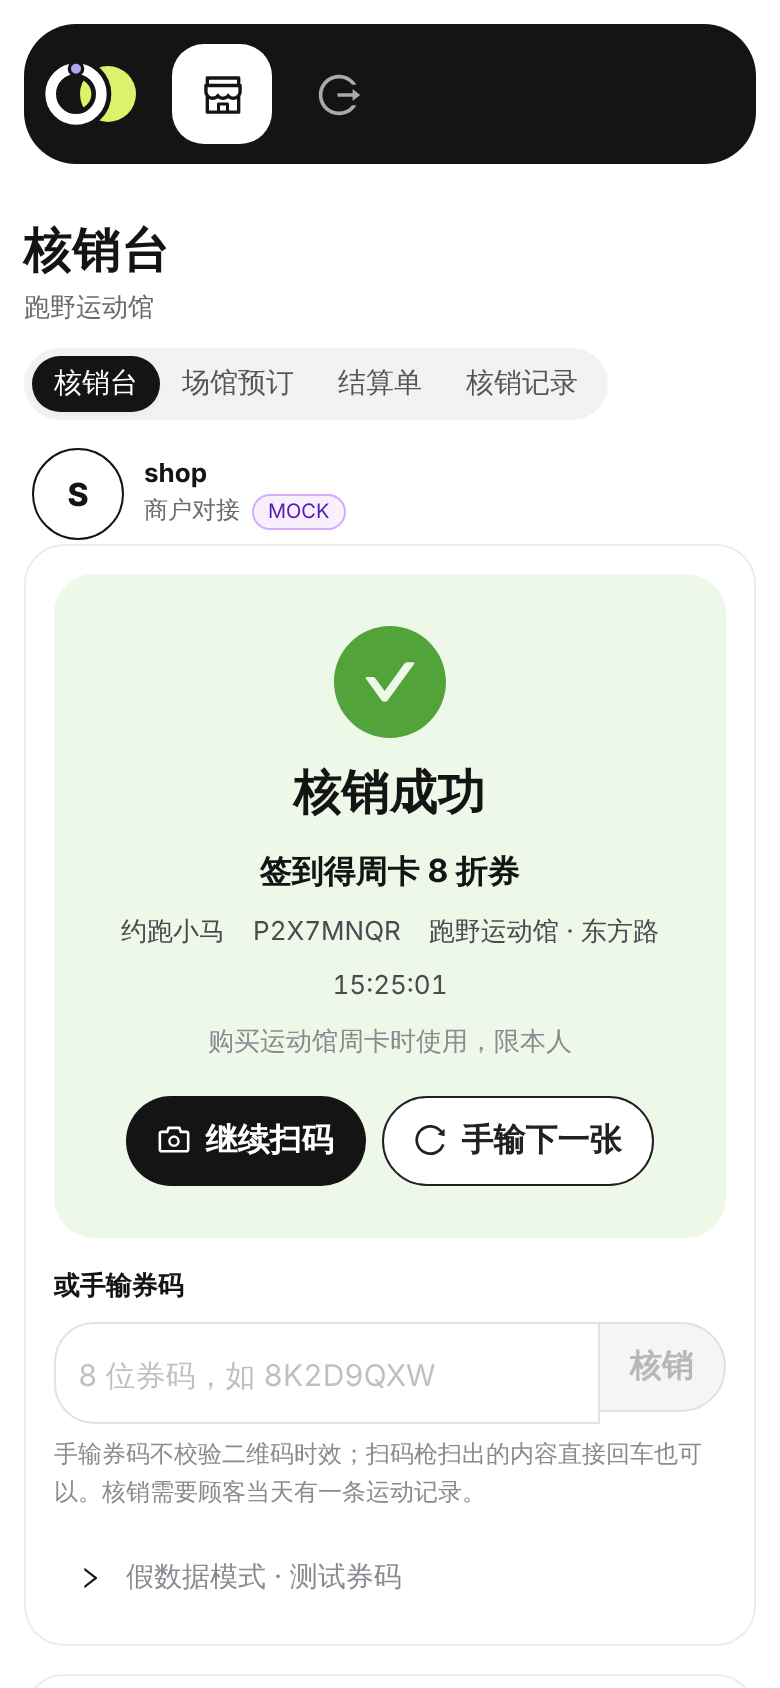 核销台
跑野运动馆
核销台 场馆预订 结算单 核销记录
S
shop
商户对接 MOCK
核销成功
签到得周卡 8 折券
约跑小马 P2X7MNQR 跑野运动馆 · 东方路
15:25:01
购买运动馆周卡时使用，限本人
继续扫码 手输下一张
或手输券码
8 位券码，如 8K2D9QXW 核销
手输券码不校验二维码时效；扫码枪扫出的内容直接回车也可
以。核销需要顾客当天有一条运动记录。
假数据模式 · 测试券码